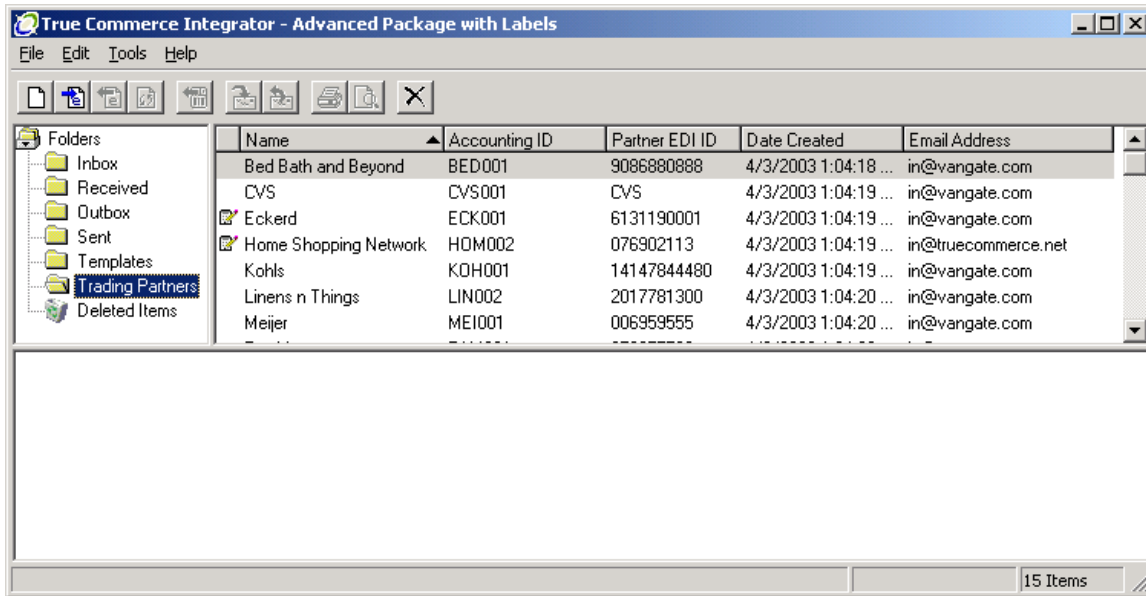 True Commerce Integrator - Advanced Package with Labels
File Edit Tools Help
Folders
Inbox
Received
Outbox
Sent
Templates
Trading Partners
Deleted Items
Name Accounting ID Partner EDI ID Date Created Email Address
Bed Bath and Beyond BED001 9086880888 4/3/2003 1:04:18 ... in@vangate.com
CVS CVS001 CVS 4/3/2003 1:04:19 ... in@vangate.com
Eckerd ECK001 6131190001 4/3/2003 1:04:19 ... in@vangate.com
Home Shopping Network HOM002 076902113 4/3/2003 1:04:19 ... in@truecommerce.net
Kohls KOH001 14147844480 4/3/2003 1:04:19 ... in@vangate.com
Linens n Things LIN002 2017781300 4/3/2003 1:04:20 ... in@vangate.com
Meijer MEI001 006959555 4/3/2003 1:04:20 ... in@vangate.com
15 Items